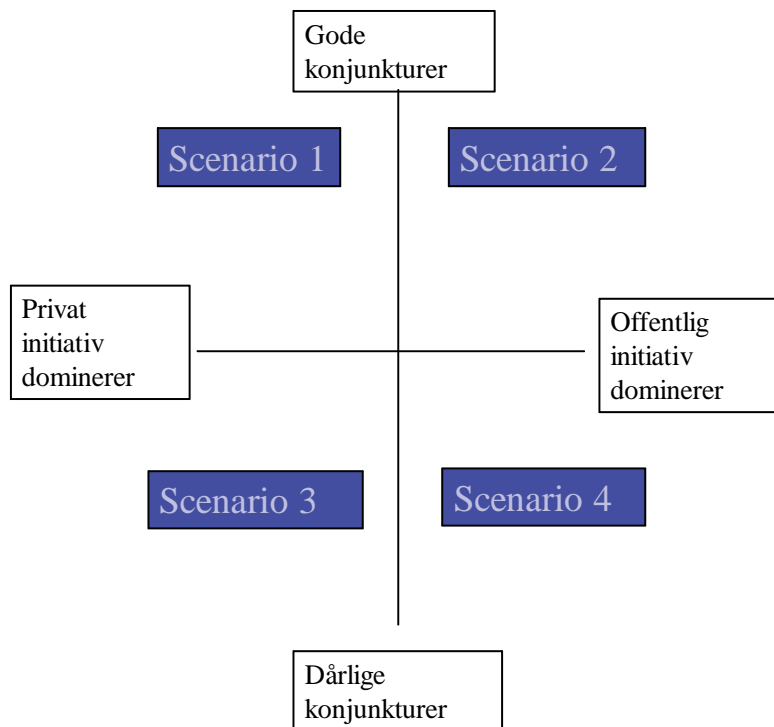 Gode
konjunkturer
Scenario 1
Scenario 2
Privat
initiativ
dominerer
Offentlig
initiativ
dominerer
Scenario 3
Scenario 4
Dårlige
konjunkturer